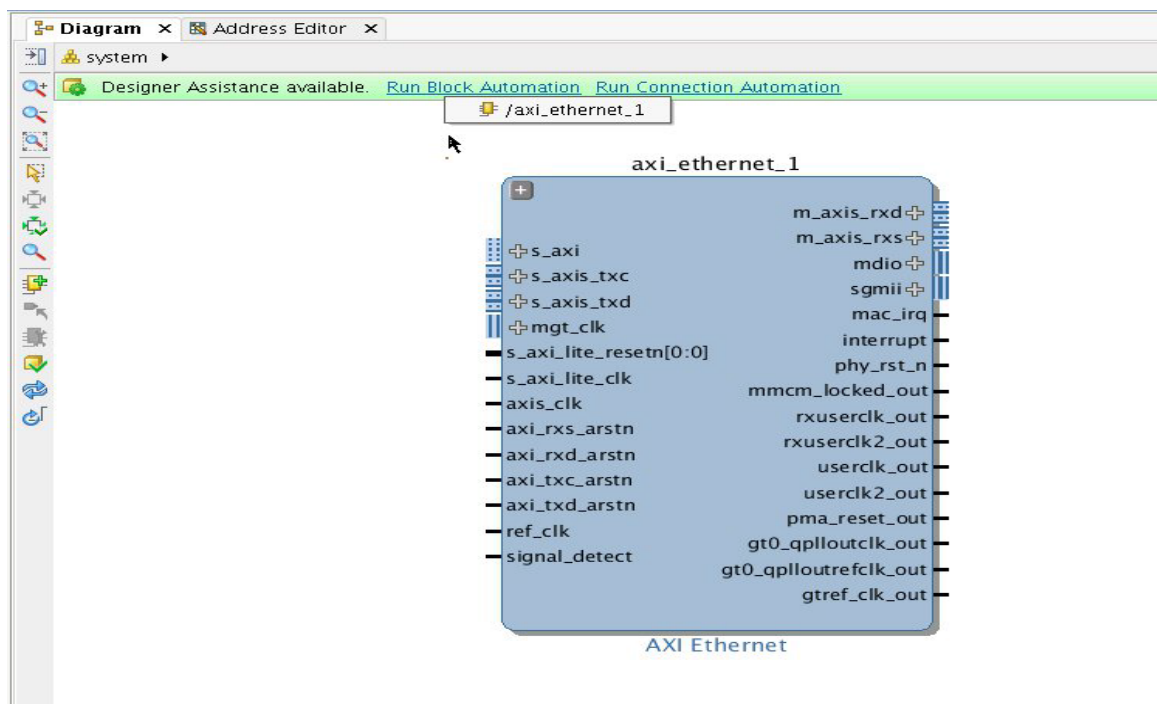 Diagram × Address Editor ×
system
Designer Assistance available. Run Block Automation Run Connection Automation
/axi_ethernet_1
axi_ethernet_1
s_axi
s_axis_txc
s_axis_txd
mgt_clk
s_axi_lite_resetn[0:0]
s_axi_lite_clk
axis_clk
axi_rxs_arstn
axi_rxd_arstn
axi_txc_arstn
axi_txd_arstn
ref_clk
signal_detect
m_axis_rxd
m_axis_rxs
mdio
sgmii
mac_irq
interrupt
phy_rst_n
mmcm_locked_out
rxuserclk_out
rxuserclk2_out
userclk_out
userclk2_out
pma_reset_out
gt0_qplloutclk_out
gt0_qplloutrefclk_out
gtref_clk_out
AXI Ethernet